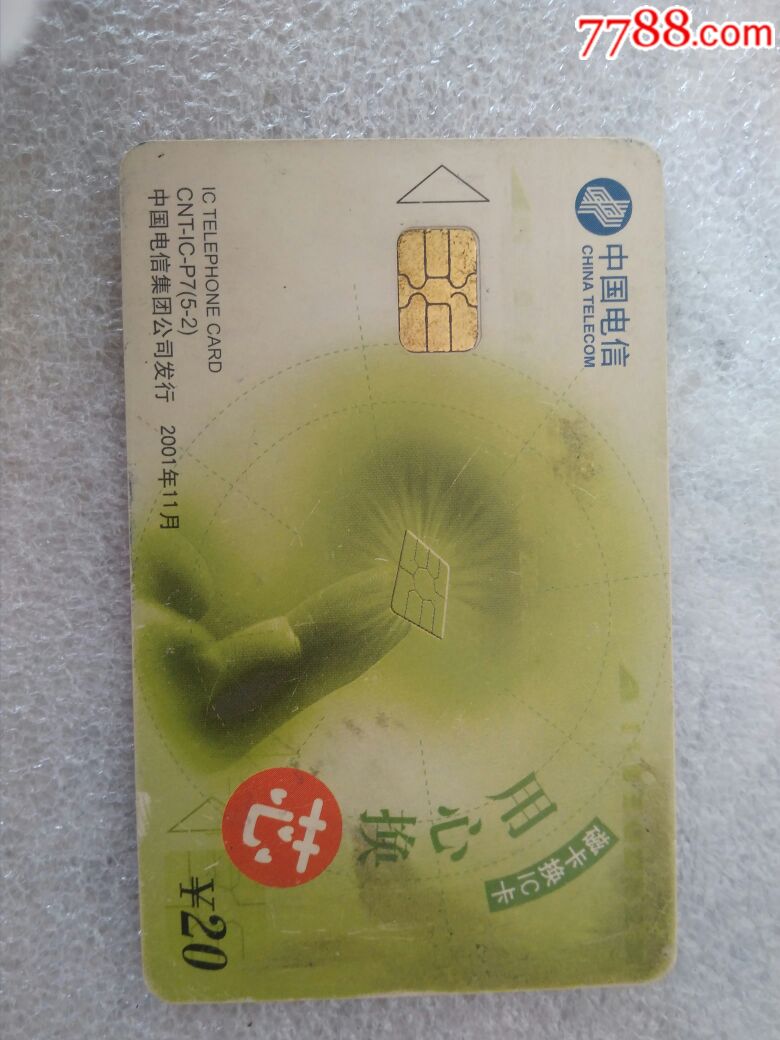 7788.com
中国电信
CHINA TELECOM
IC TELEPHONE CARD
CNT-IC-P7(5-2)
中国电信集团公司发行 2001年11月
磁卡换IC卡
用心换
芯
¥20